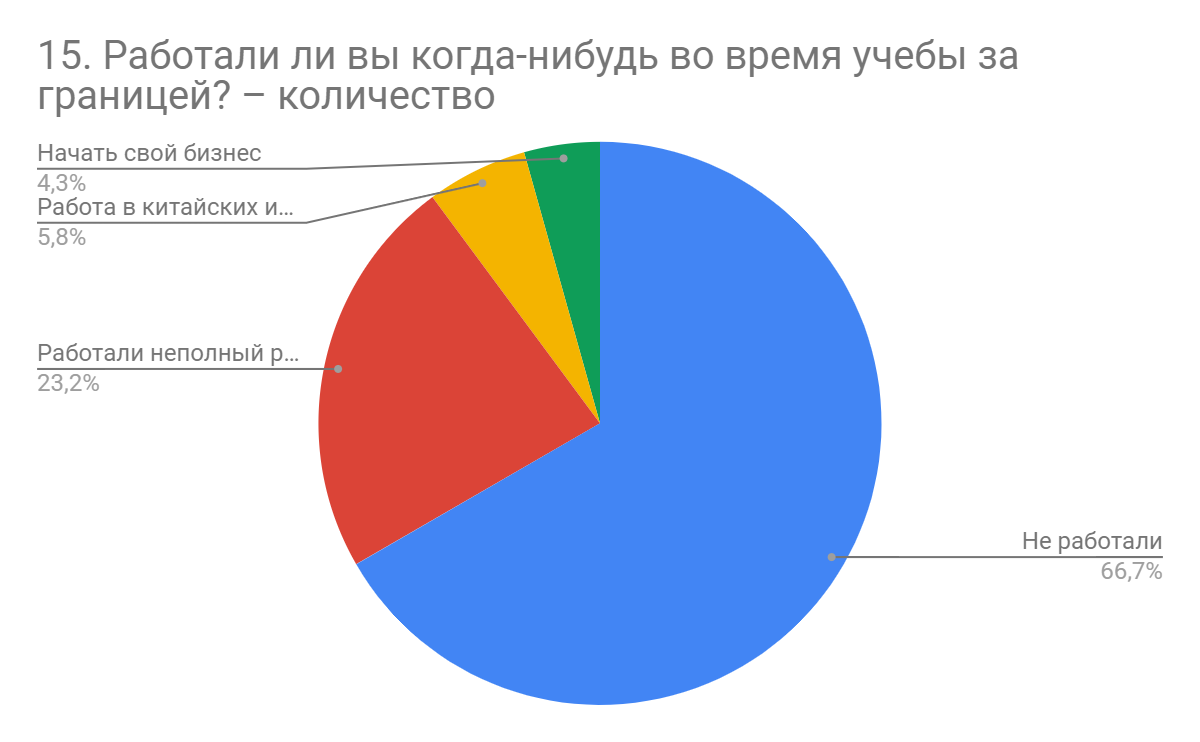 15. Работали ли вы когда-нибудь во время учебы за
границей? – количество
Начать свой бизнес
4,3%
Работа в китайских и...
5,8%
Работали неполный р...
23,2%
Не работали
66,7%